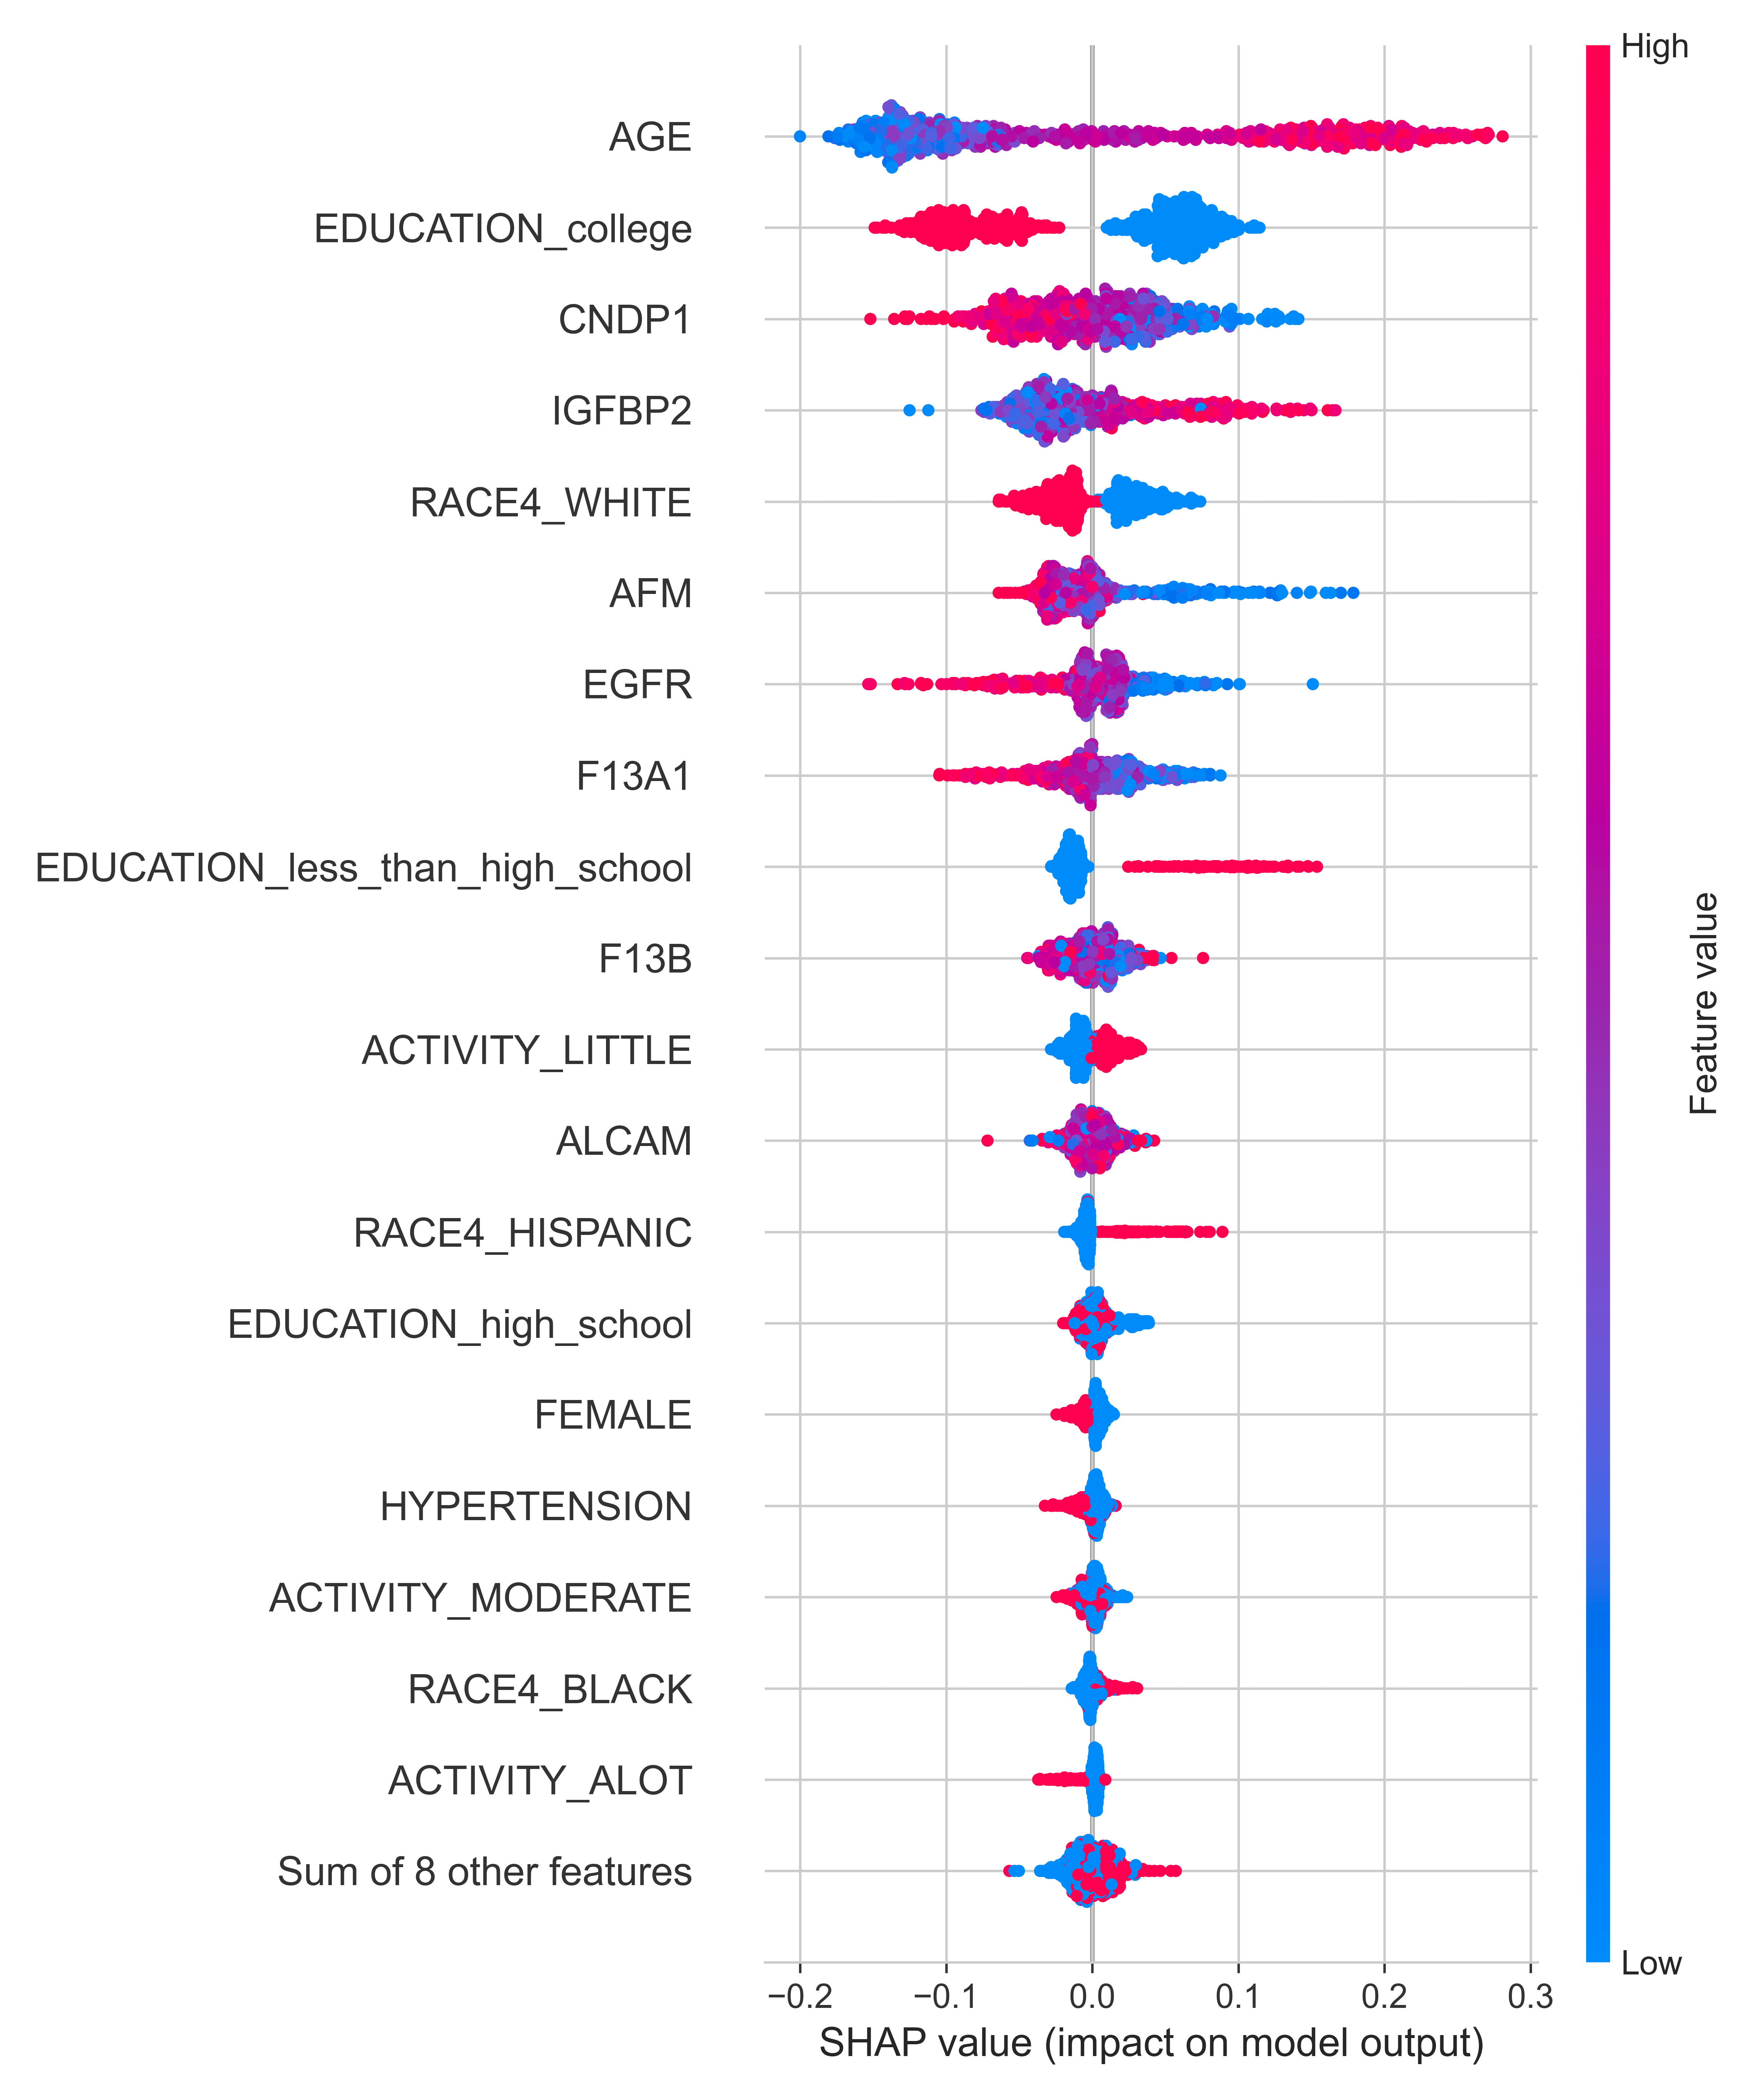 High
AGE
EDUCATION_college
CNDP1
IGFBP2
RACE4_WHITE
AFM
EGFR
F13A1
EDUCATION_less_than_high_school
F13B
ACTIVITY_LITTLE
ALCAM
RACE4_HISPANIC
EDUCATION_high_school
FEMALE
HYPERTENSION
ACTIVITY_MODERATE
RACE4_BLACK
ACTIVITY_ALOT
Sum of 8 other features
Feature value
Low
−0.2 −0.1 0.0 0.1 0.2 0.3
SHAP value (impact on model output)